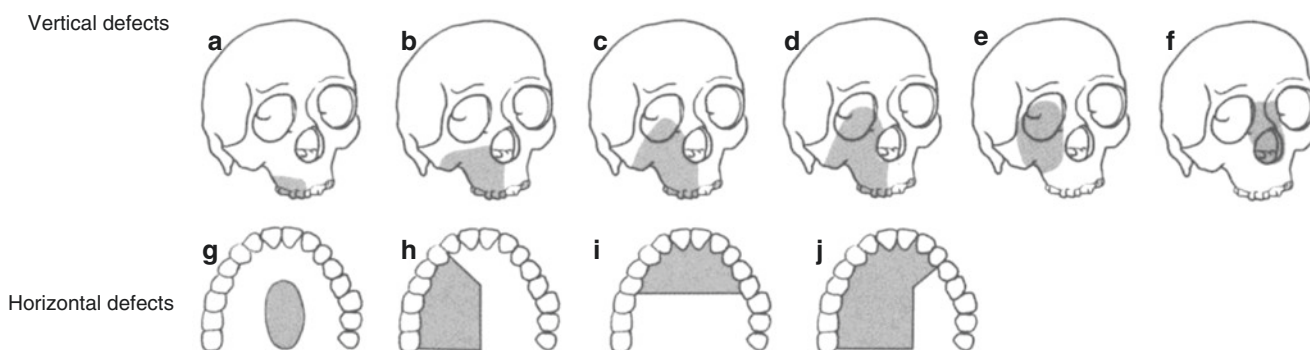 Vertical defects
a b c d e f
g h i j
Horizontal defects